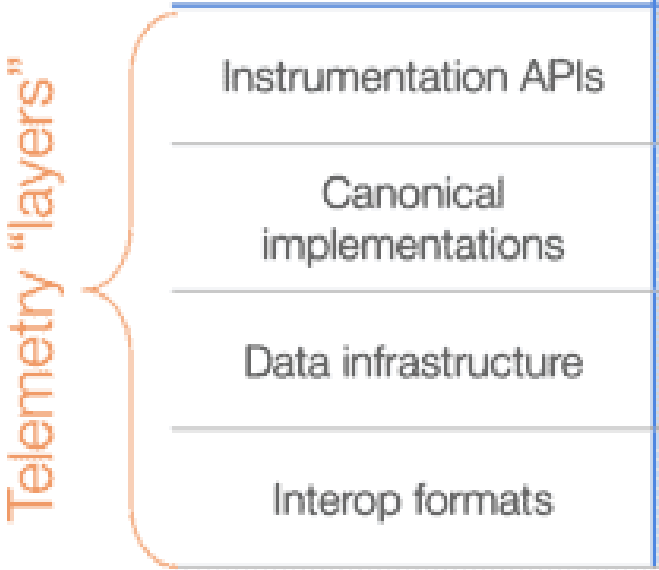 Telemetry “layers”
Instrumentation APIs
Canonical
implementations
Data infrastructure
Interop formats